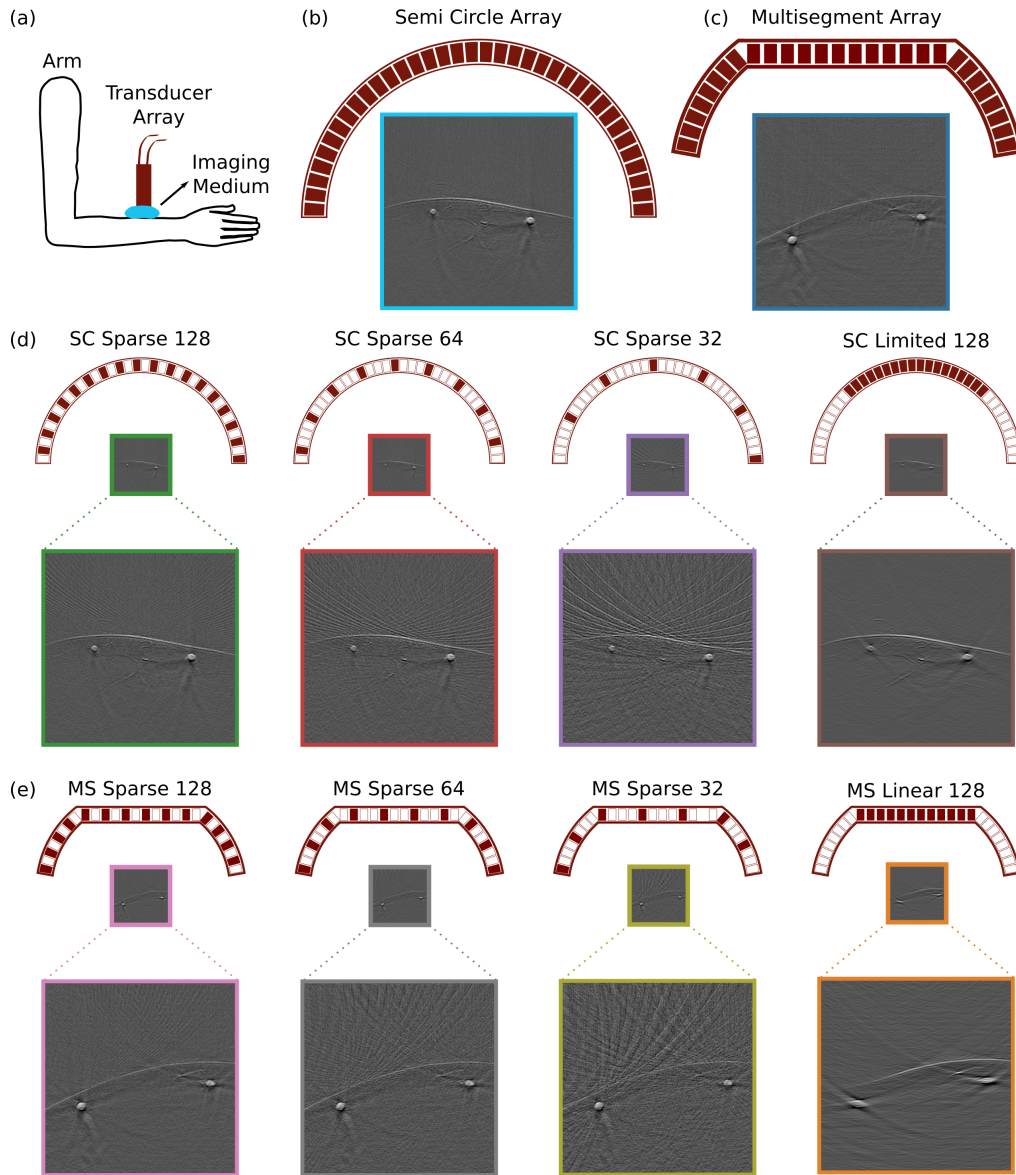 (a)
Arm
Transducer
Array
Imaging
Medium
(b)
Semi Circle Array
(c)
Multisegment Array
(d)
SC Sparse 128
SC Sparse 64
SC Sparse 32
SC Limited 128
(e)
MS Sparse 128
MS Sparse 64
MS Sparse 32
MS Linear 128